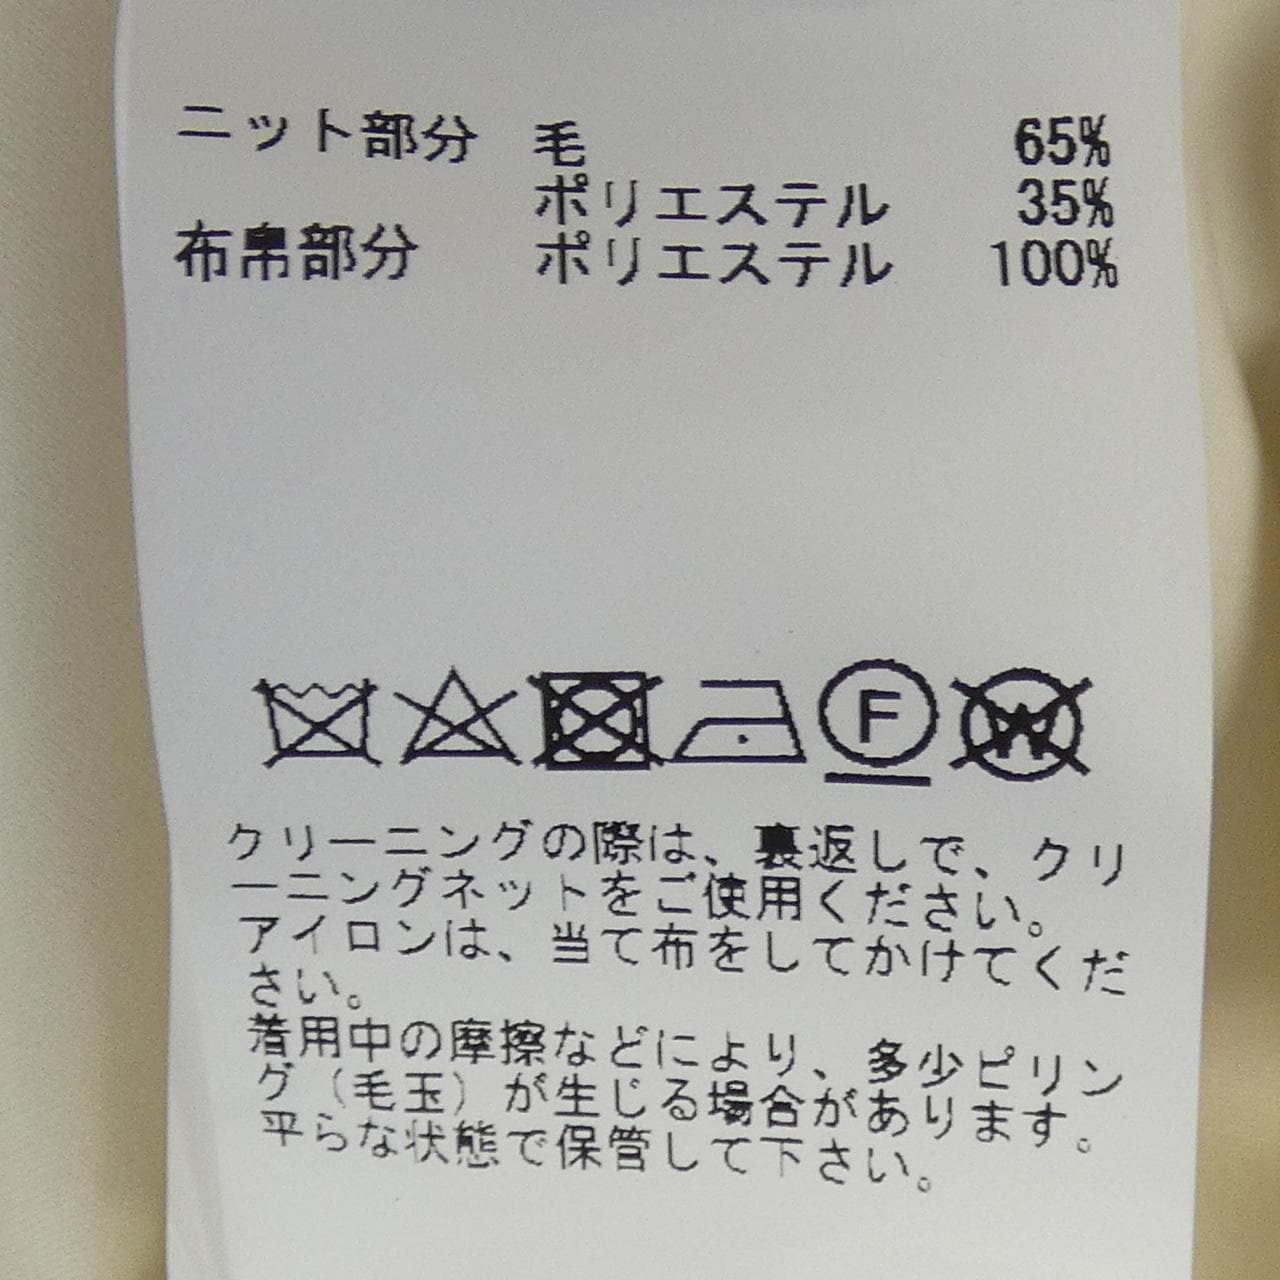 ニット部分 毛 65%
ポリエステル 35%
布帛部分 ポリエステル 100%
F
W
クリーニングの際は、裏返しで、クリ
ーニングネットをご使用ください。
アイロンは、当て布をしてかけてくだ
さい。
着用中の摩擦などにより、多少ピリン
グ（毛玉）が生じる場合があります。
平らな状態で保管して下さい。